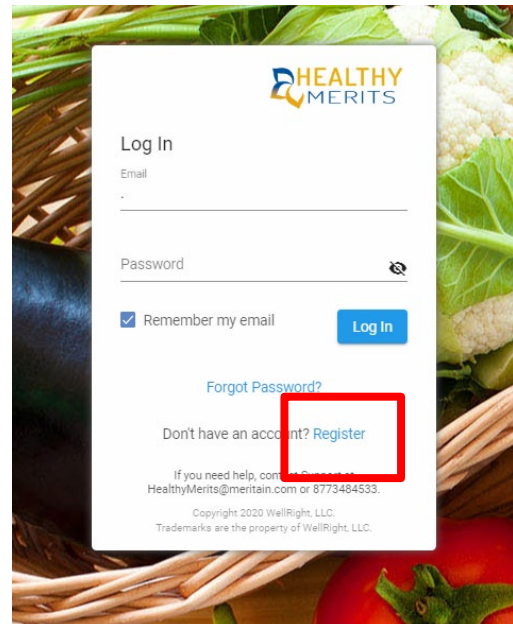 HEALTHY
MERITS
Log In
Email
.
Password
Remember my email
Log In
Forgot Password?
Don't have an account? Register
If you need help, contact Support at
HealthyMerits@meritain.com or 8773484533.
Copyright 2020 WellRight, LLC.
Trademarks are the property of WellRight, LLC.